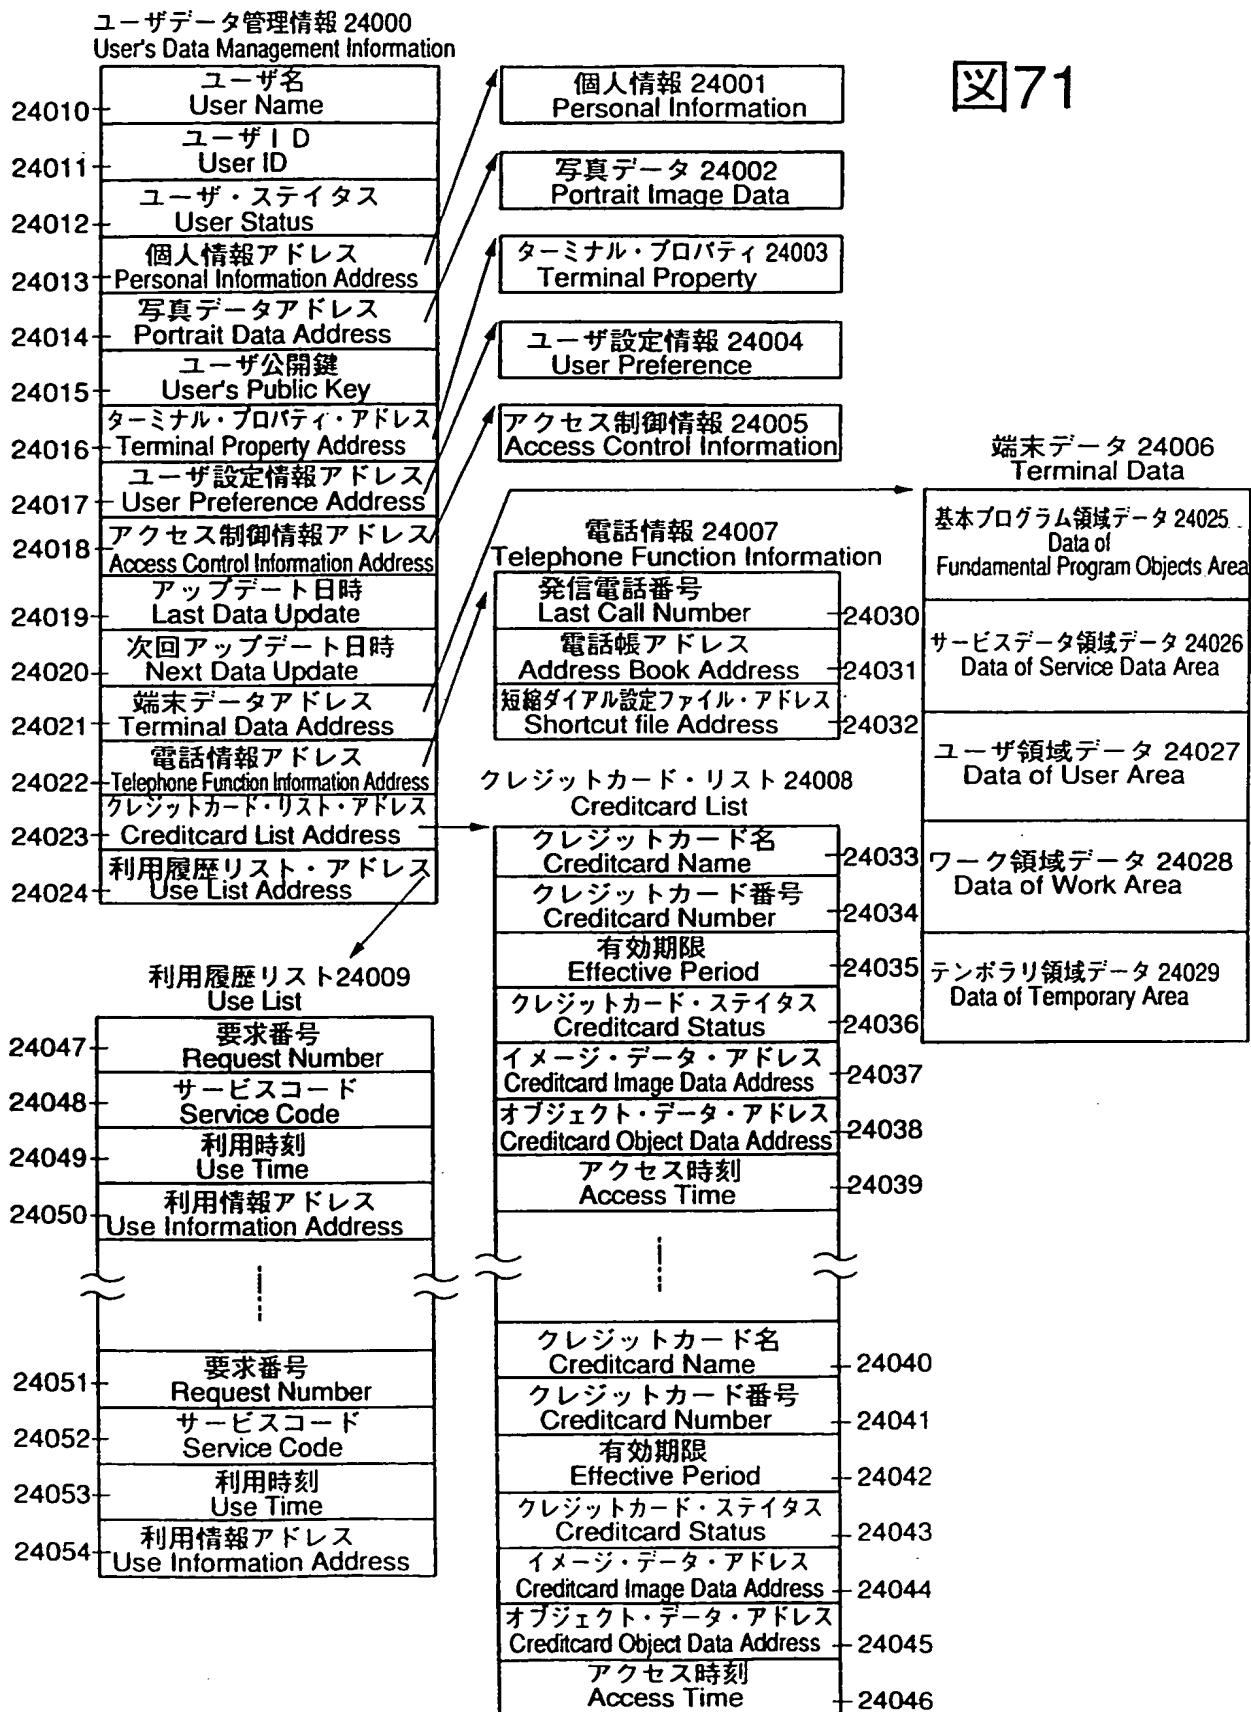 図71
ユーザデータ管理情報 24000
User's Data Management Information
ユーザ名
24010
User Name
ユーザID
24011
User ID
ユーザ・ステイタス
24012
User Status
個人情報アドレス
24013
Personal Information Address
写真データアドレス
24014
Portrait Data Address
ユーザ公開鍵
24015
User's Public Key
ターミナル・プロパティ・アドレス
24016
Terminal Property Address
ユーザ設定情報アドレス
24017
User Preference Address
アクセス制御情報アドレス
24018
Access Control Information Address
アップデート日時
24019
Last Data Update
次回アップデート日時
24020
Next Data Update
端末データアドレス
24021
Terminal Data Address
電話情報アドレス
24022
Telephone Function Information Address
クレジットカード・リスト・アドレス
24023
Creditcard List Address
利用履歴リスト・アドレス
24024
Use List Address
個人情報 24001
Personal Information
写真データ 24002
Portrait Image Data
ターミナル・プロパティ 24003
Terminal Property
ユーザ設定情報 24004
User Preference
アクセス制御情報 24005
Access Control Information
端末データ 24006
Terminal Data
基本プログラム領域データ 24025
Data of
Fundamental Program Objects Area
サービスデータ領域データ 24026
Data of Service Data Area
ユーザ領域データ 24027
Data of User Area
ワーク領域データ 24028
Data of Work Area
テンポラリ領域データ 24029
Data of Temporary Area
電話情報 24007
Telephone Function Information
発信電話番号
Last Call Number
24030
電話帳アドレス
Address Book Address
24031
短縮ダイアル設定ファイル・アドレス
Shortcut file Address
24032
クレジットカード・リスト 24008
Creditcard List
クレジットカード名
Creditcard Name
24033
クレジットカード番号
Creditcard Number
24034
有効期限
Effective Period
24035
クレジットカード・ステイタス
Creditcard Status
24036
イメージ・データ・アドレス
Creditcard Image Data Address
24037
オブジェクト・データ・アドレス
Creditcard Object Data Address
24038
アクセス時刻
Access Time
24039
クレジットカード名
Creditcard Name
24040
クレジットカード番号
Creditcard Number
24041
有効期限
Effective Period
24042
クレジットカード・ステイタス
Creditcard Status
24043
イメージ・データ・アドレス
Creditcard Image Data Address
24044
オブジェクト・データ・アドレス
Creditcard Object Data Address
24045
アクセス時刻
Access Time
24046
利用履歴リスト24009
Use List
要求番号
24047
Request Number
サービスコード
24048
Service Code
利用時刻
24049
Use Time
利用情報アドレス
24050
Use Information Address
要求番号
24051
Request Number
サービスコード
24052
Service Code
利用時刻
24053
Use Time
利用情報アドレス
24054
Use Information Address